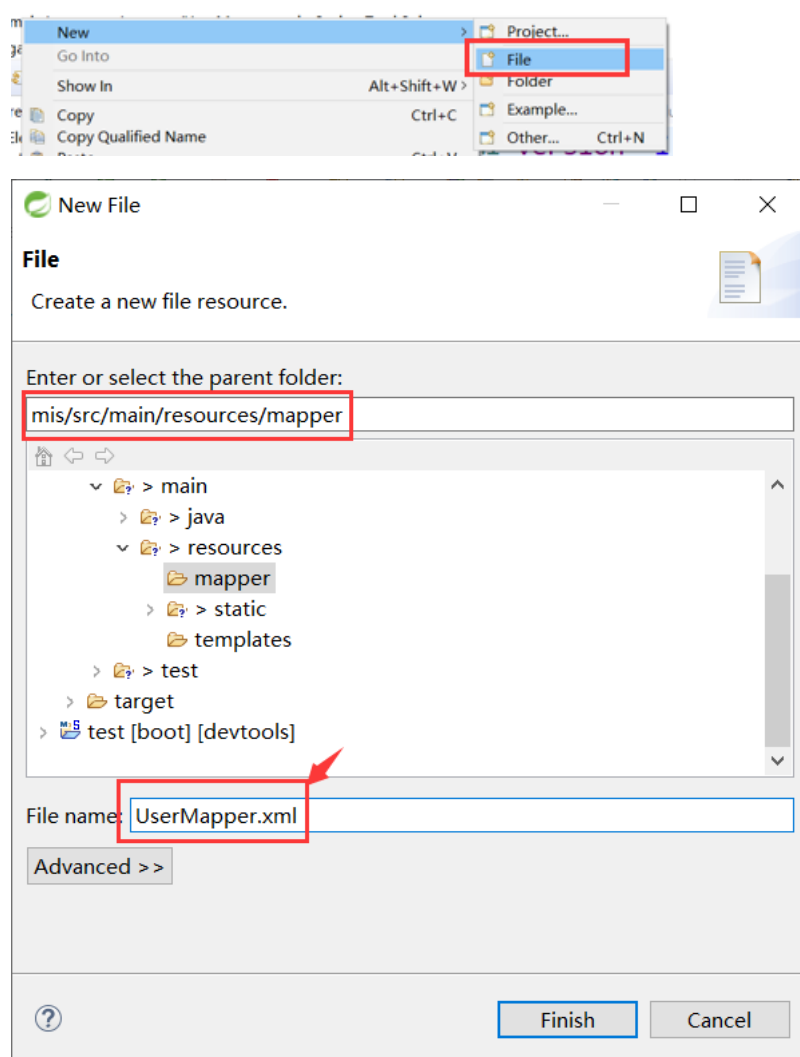 New
Project...
Go Into
File
Folder
Show In Alt+Shift+W
Example...
Copy Ctrl+C
Copy Qualified Name
Other... Ctrl+N
New File
File
Create a new file resource.
Enter or select the parent folder:
mis/src/main/resources/mapper
> main
> java
> resources
mapper
> static
templates
> test
target
test [boot] [devtools]
File name: UserMapper.xml
Advanced >>
Finish Cancel